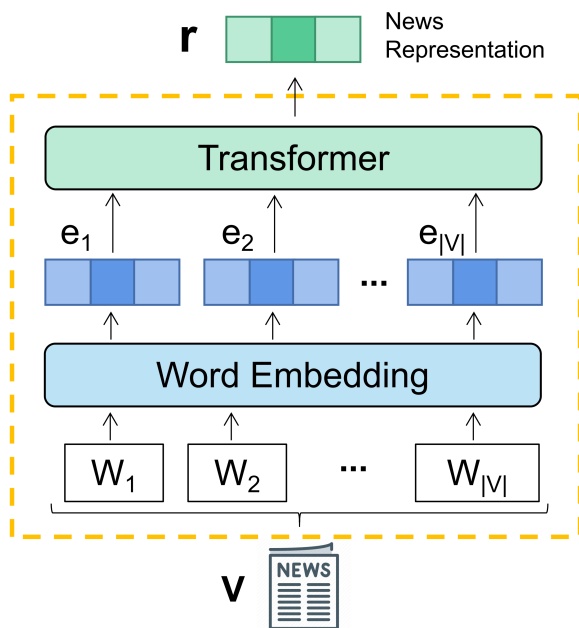 r
News
Representation
Transformer
e1 e2 e|V|
...
Word Embedding
W1 W2 ... W|V|
v NEWS